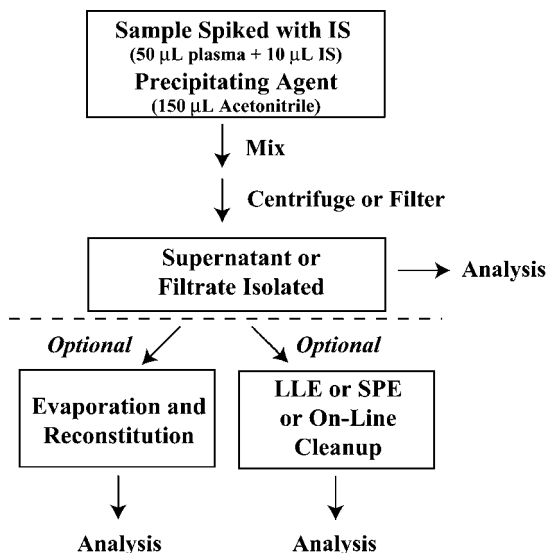 Sample Spiked with IS
(50 μL plasma + 10 μL IS)
Precipitating Agent
(150 μL Acetonitrile)
Mix
Centrifuge or Filter
Supernatant or
Filtrate Isolated
Analysis
Optional
Optional
Evaporation and
Reconstitution
LLE or SPE
or On-Line
Cleanup
Analysis
Analysis